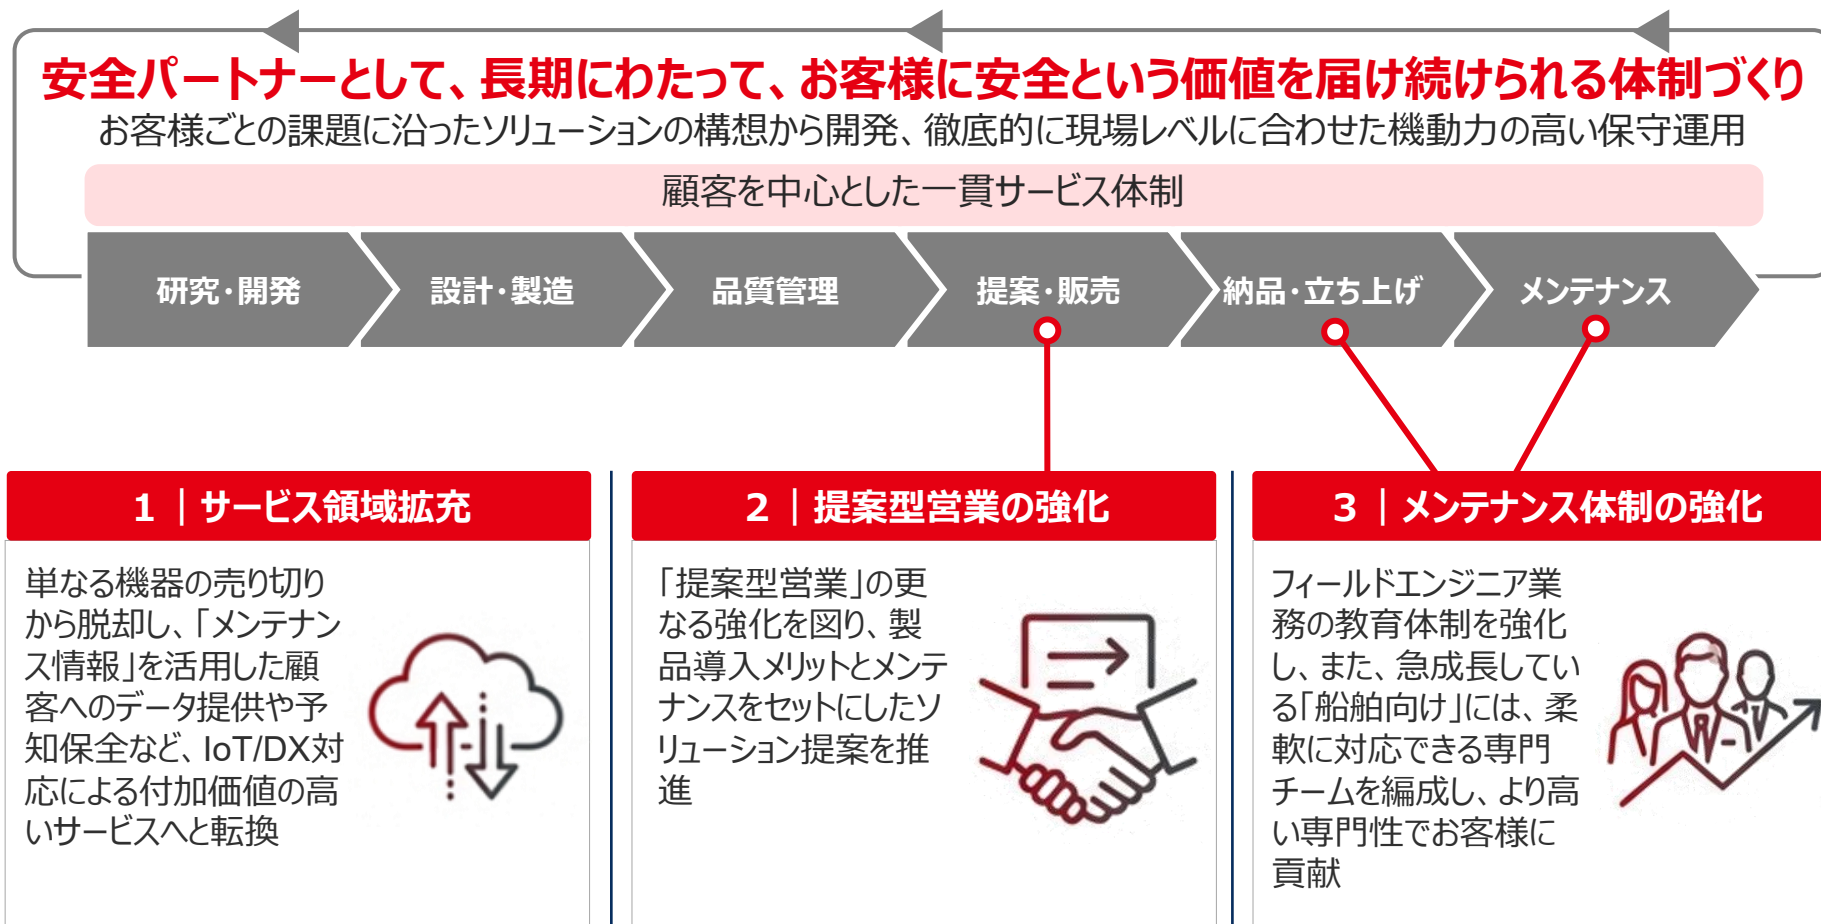 安全パートナーとして、長期にわたって、お客様に安全という価値を届け続けられる体制づくり
お客様ごとの課題に沿ったソリューションの構想から開発、徹底的に現場レベルに合わせた機動力の高い保守運用
顧客を中心とした一貫サービス体制
研究・開発
設計・製造
品質管理
提案・販売
納品・立ち上げ
メンテナンス
1｜サービス領域拡充
単なる機器の売り切り
から脱却し、「メンテナン
ス情報」を活用した顧
客へのデータ提供や予
知保全など、IoT/DX対
応による付加価値の高
いサービスへと転換
2｜提案型営業の強化
「提案型営業」の更
なる強化を図り、製
品導入メリットとメンテ
ナンスをセットにしたソ
リューション提案を推
進
3｜メンテナンス体制の強化
フィールドエンジニア業
務の教育体制を強化
し、また、急成長してい
る「船舶向け」には、柔
軟に対応できる専門
チームを編成し、より高
い専門性でお客様に
貢献